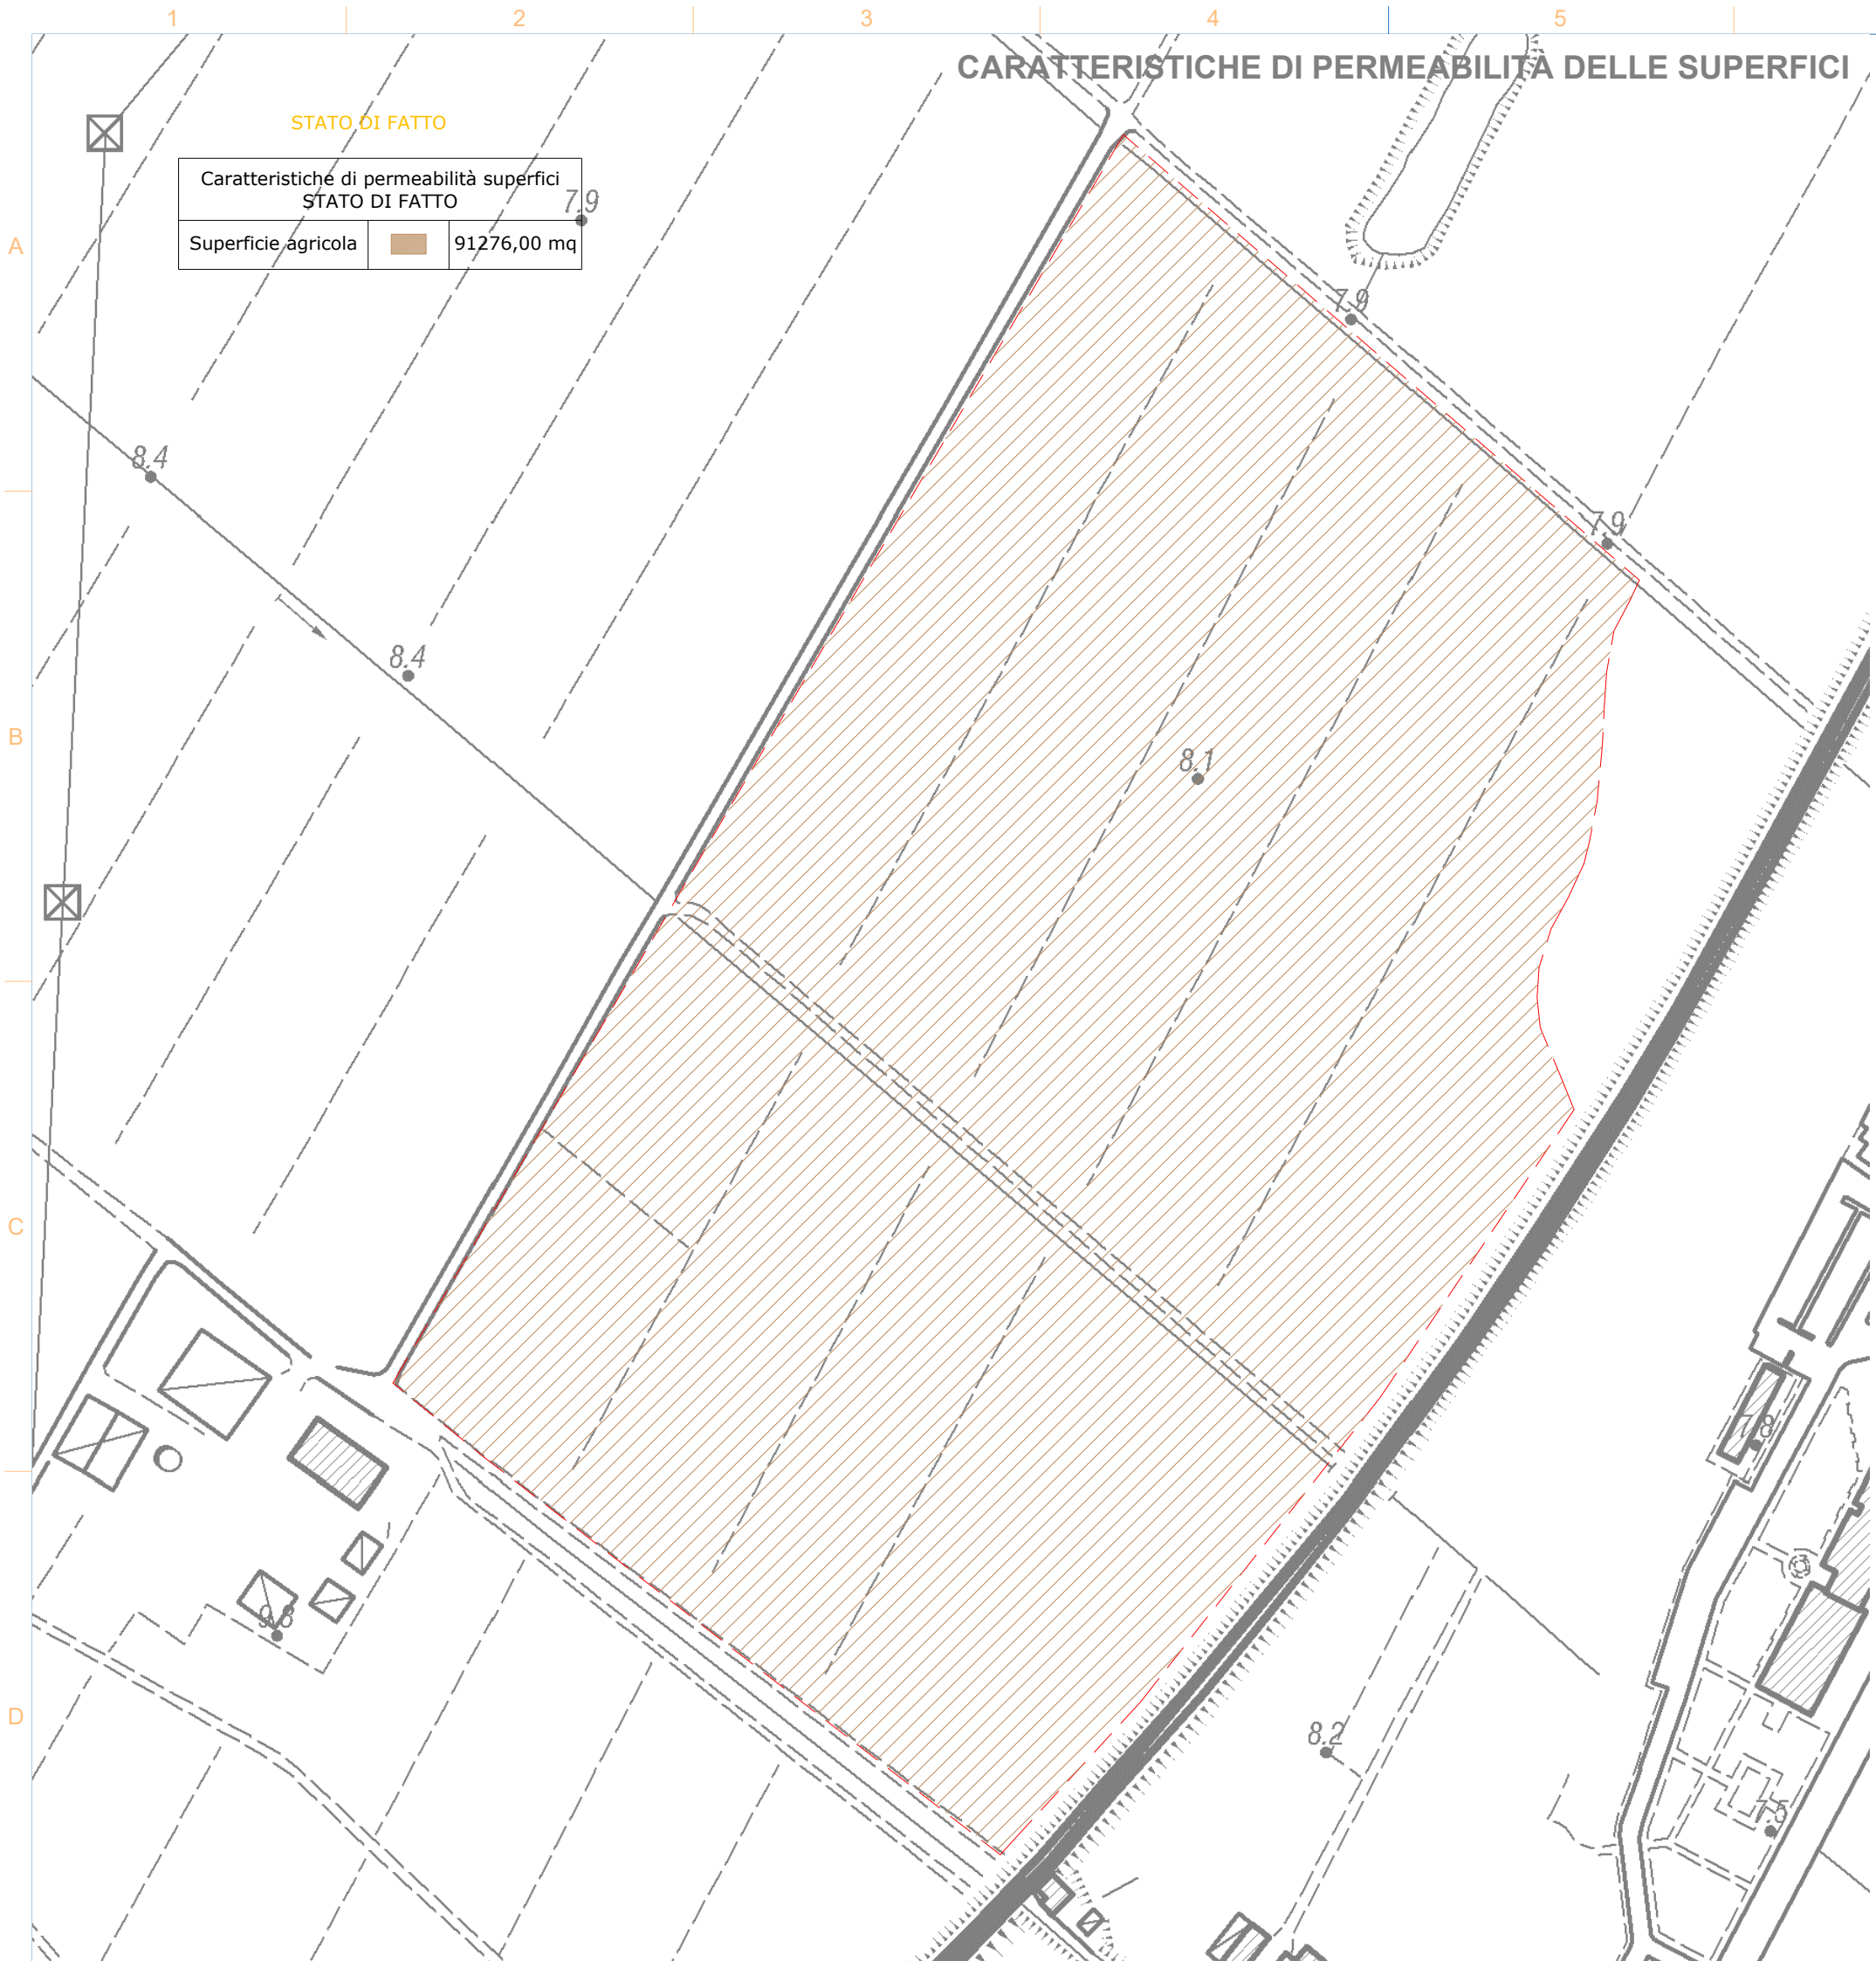 1 2 3 4 5
CARATTERISTICHE DI PERMEABILITÀ DELLE SUPERFICI
STATO DI FATTO
Caratteristiche di permeabilità superfici
STATO DI FATTO
7.9
A
Superficie agricola 91276,00 mq
7.9
8.4
7.9
8.4
B
8.1
C
7.8
9.8
D
8.2
7.5